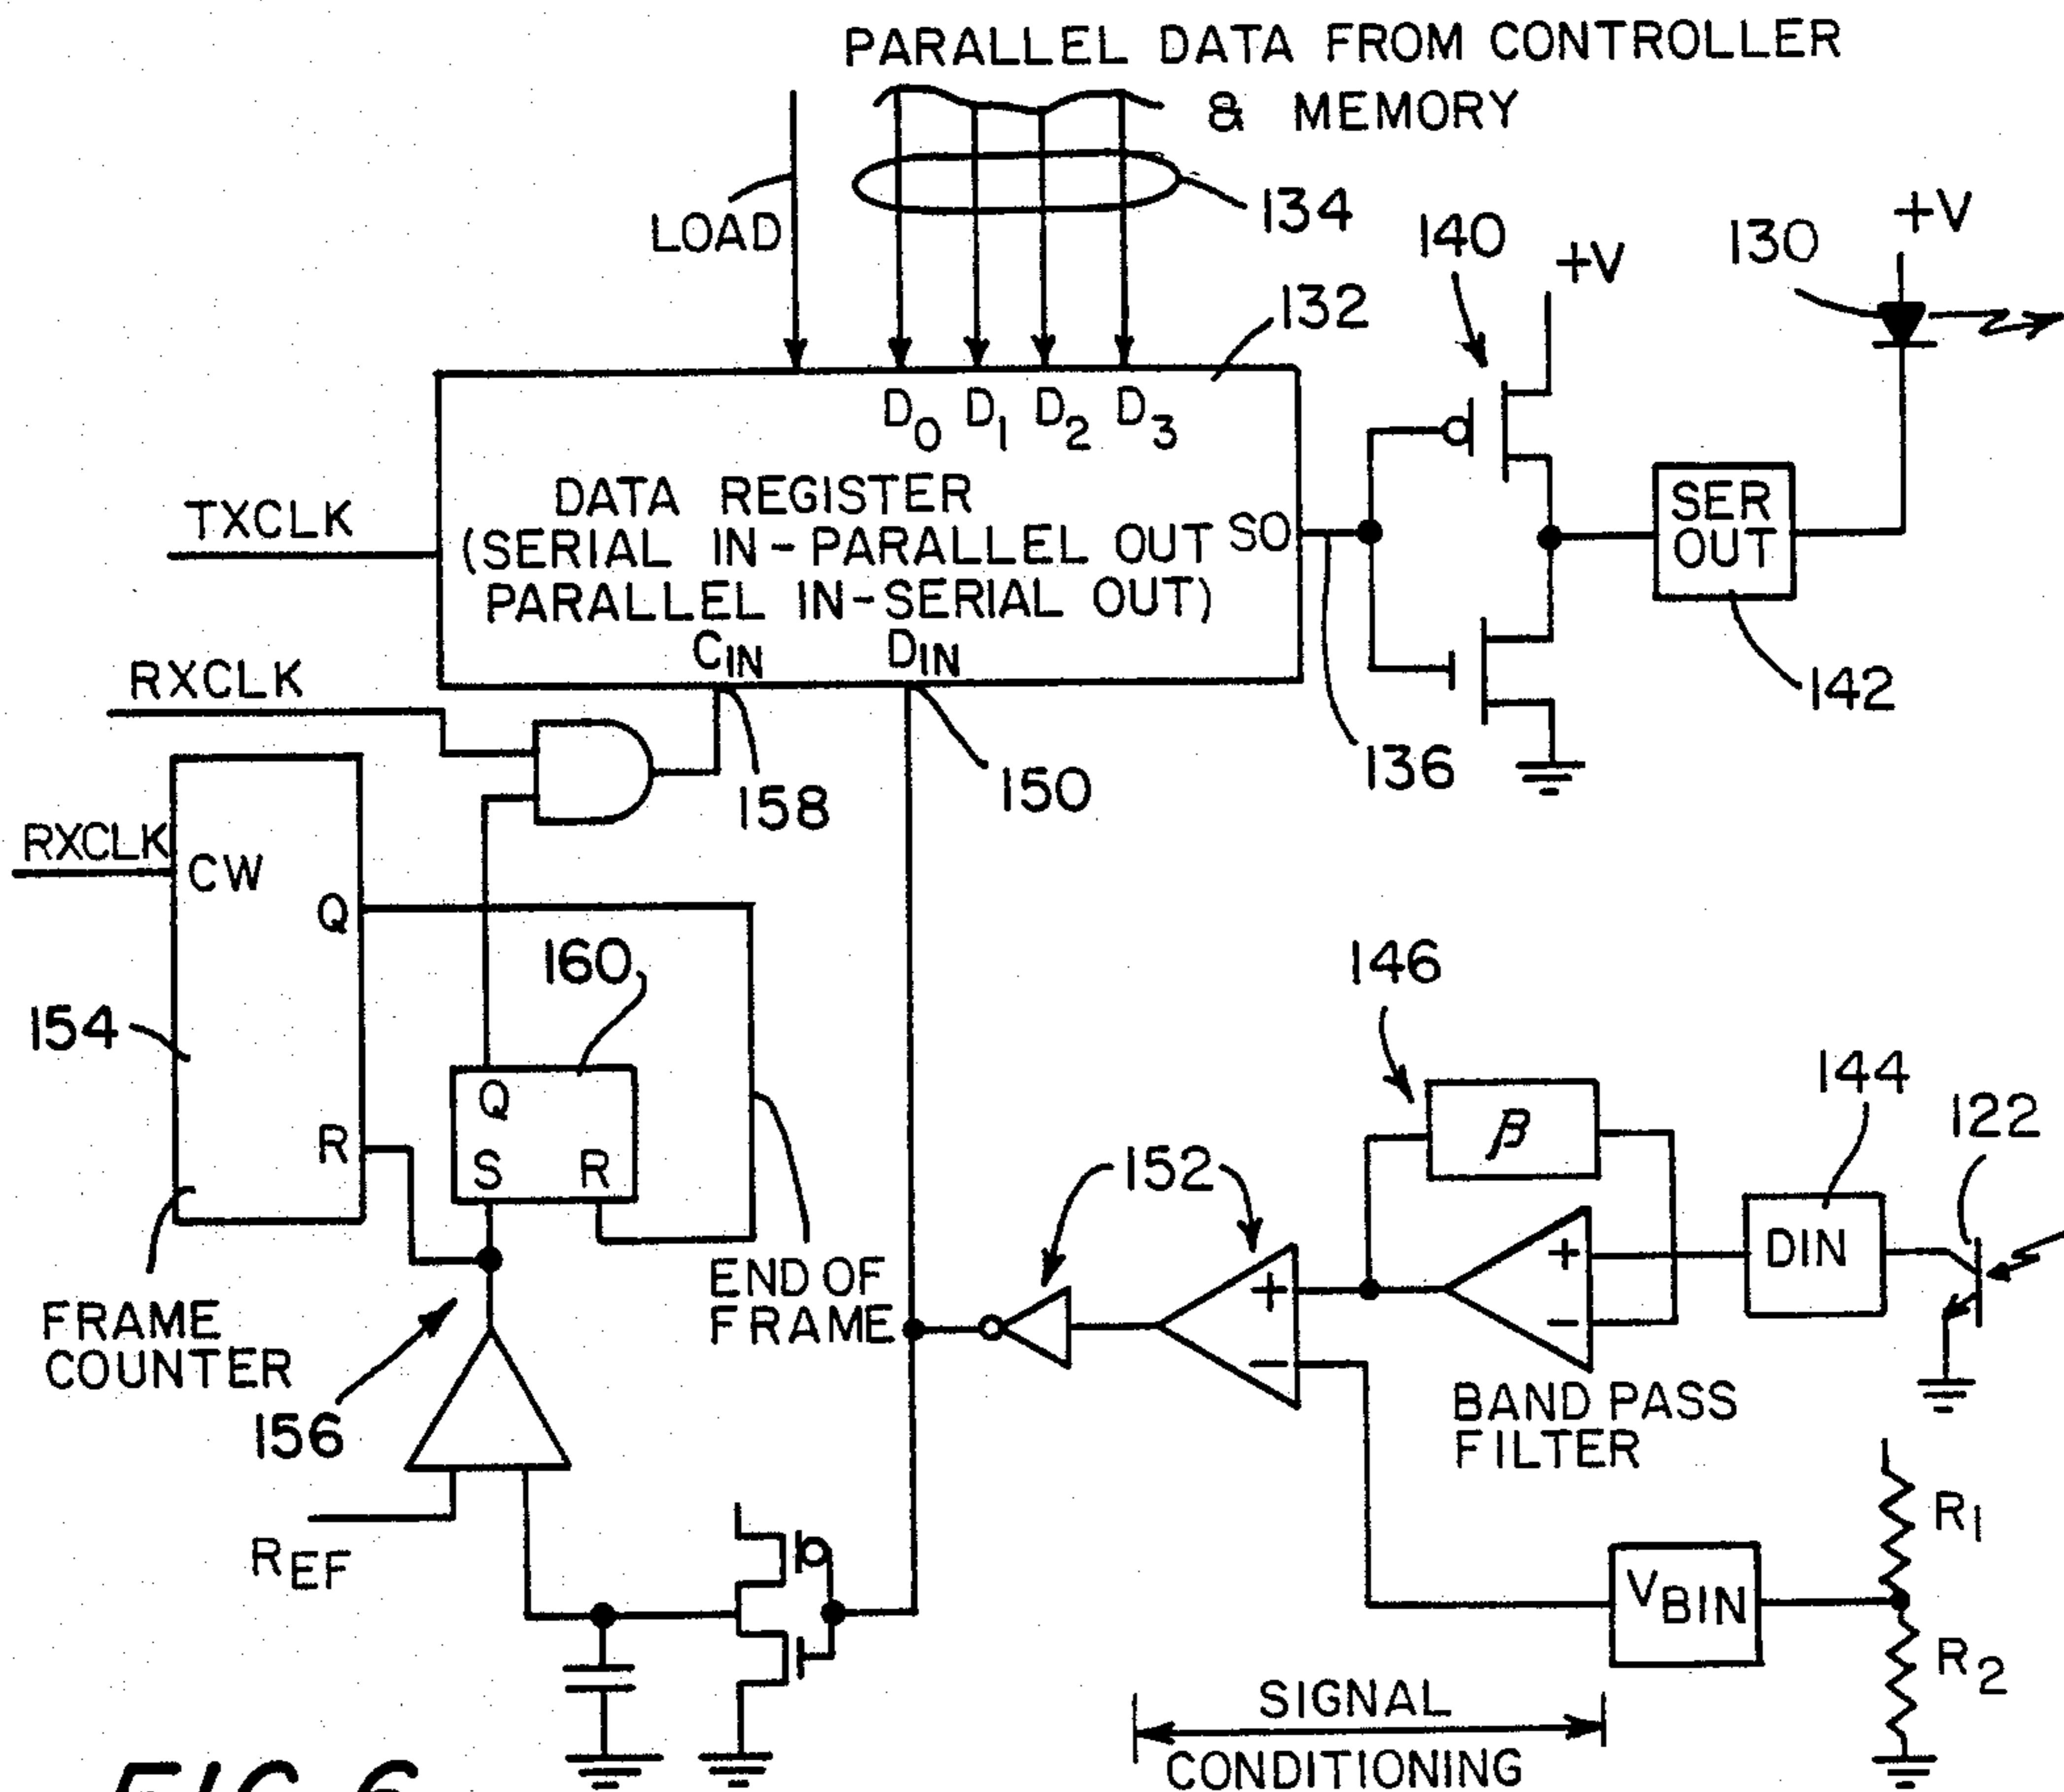 PARALLEL DATA FROM CONTROLLER
& MEMORY
LOAD
134
140
+V
130
+V
132
D0 D1 D2 D3
TXCLK
DATA REGISTER
(SERIAL IN-PARALLEL OUT
PARALLEL IN-SERIAL OUT)
SO
SER
OUT
CIN
DIN
RXCLK
142
136
158
150
RXCLK
CW
Q
160
146
154
144
122
Q
β
R
S
R
152
DIN
+
-
+
-
END OF
FRAME
FRAME
COUNTER
156
BAND PASS
FILTER
REF
R1
VBIN
R2
SIGNAL
CONDITIONING
FIG. 6